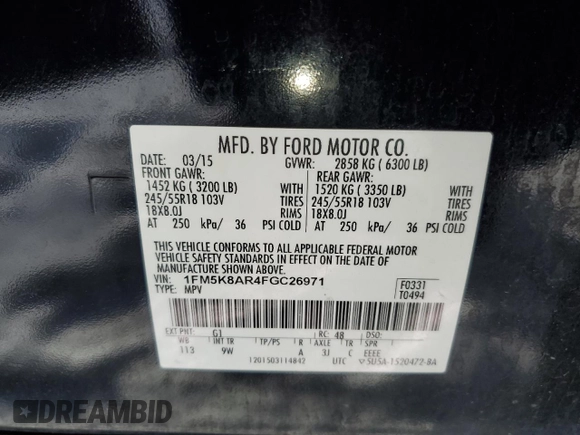 MFD. BY FORD MOTOR CO.
DATE: 03/15 GVWR: 2858 KG ( 6300 LB)
FRONT GAWR: REAR GAWR:
1452 KG ( 3200 LB) WITH 1520 KG ( 3350 LB) WITH
245/55R18 103V TIRES 245/55R18 103V TIRES
18X8.0J RIMS 18X8.0J RIMS
AT 250 kPa/ 36 PSI COLD AT 250 kPa/ 36 PSI COLD
THIS VEHICLE CONFORMS TO ALL APPLICABLE FEDERAL MOTOR
VEHICLE SAFETY STANDARDS IN EFFECT ON THE DATE OF
MANUFACTURE SHOWN ABOVE.
VIN: 1FM5K8AR4FGC26971
TYPE: MPV
F0331
T0494
EXT PNT: G1 RC: 48 DSO:
WB INT TR TP/PS R AXLE TR SPR
113 9W A 3J C EEEE
1201503114842 UTC
5U5A-1520472-BA
DREAMBID